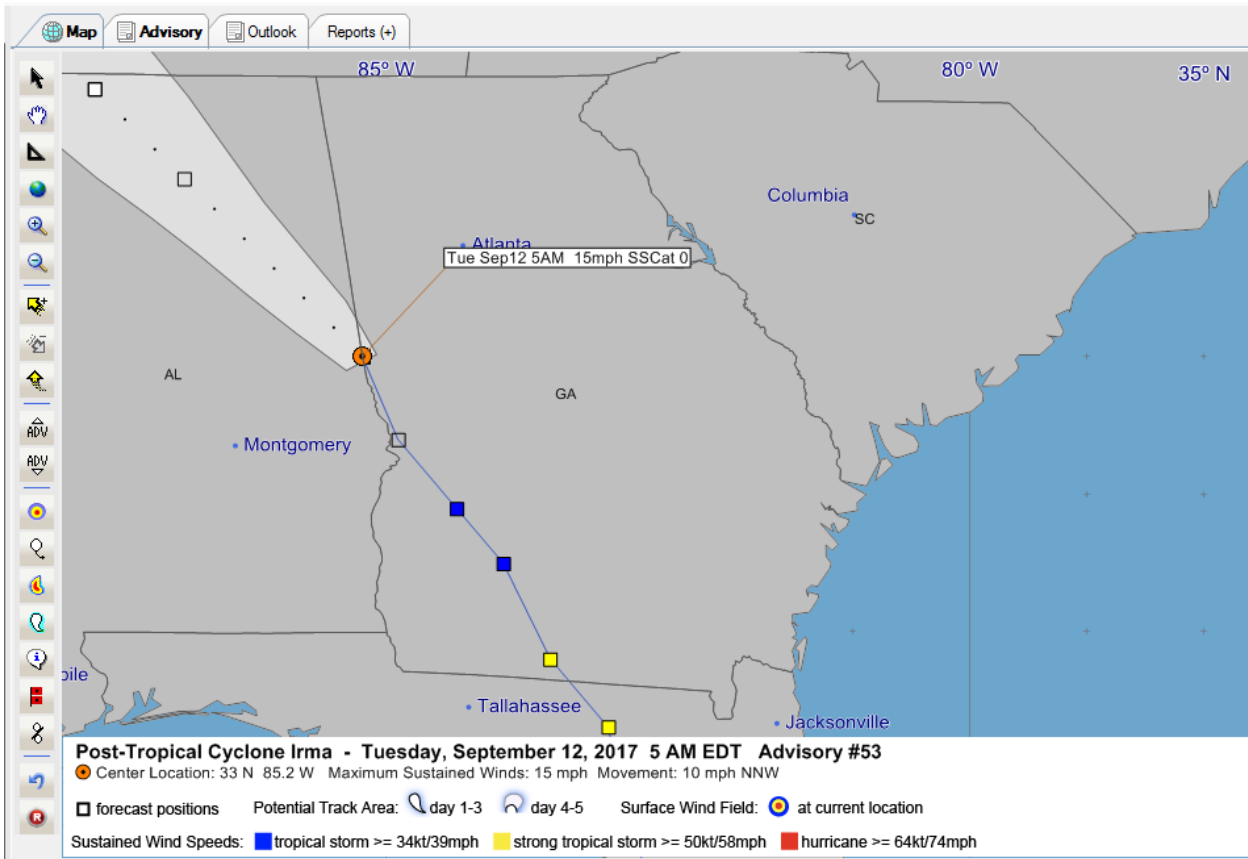 Map Advisory Outlook Reports (+)
85° W 80° W 35° N
Columbia
SC
Atlanta
Tue Sep12 5AM 15mph SSCat 0
AL
GA
Montgomery
ADV
ADV
bile
Tallahassee
Jacksonville
Post-Tropical Cyclone Irma - Tuesday, September 12, 2017 5 AM EDT Advisory #53
Center Location: 33 N 85.2 W Maximum Sustained Winds: 15 mph Movement: 10 mph NNW
forecast positions Potential Track Area: day 1-3 day 4-5 Surface Wind Field: at current location
R
Sustained Wind Speeds: tropical storm >= 34kt/39mph strong tropical storm >= 50kt/58mph hurricane >= 64kt/74mph